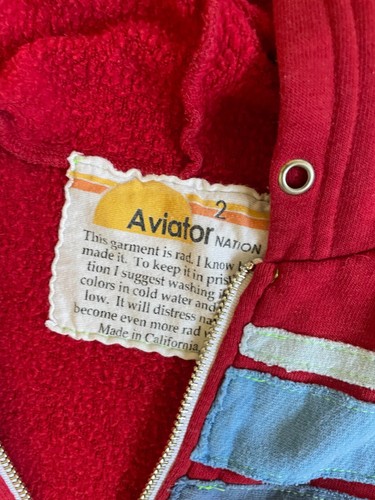 2
Aviator NATION
This garment is rad. I know
made it. To keep it in
tion I suggest washing
colors in cold water and
low. It will distress
become even more rad
Made in California